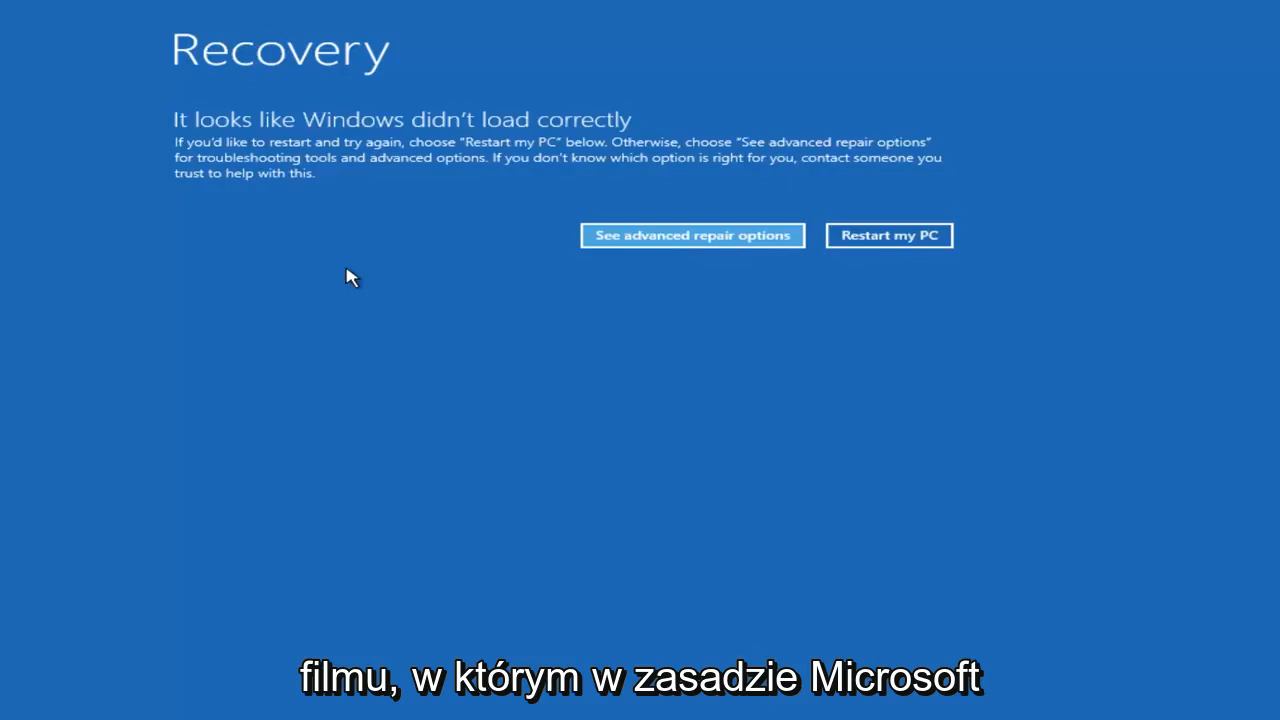 Recovery
It looks like Windows didn't load correctly
If you'd like to restart and try again, choose "Restart my PC" below. Otherwise, choose "See advanced repair options"
for troubleshooting tools and advanced options. If you don't know which option is right for you, contact someone you
trust to help with this.
See advanced repair options
Restart my PC
filmu, w którym w zasadzie Microsoft